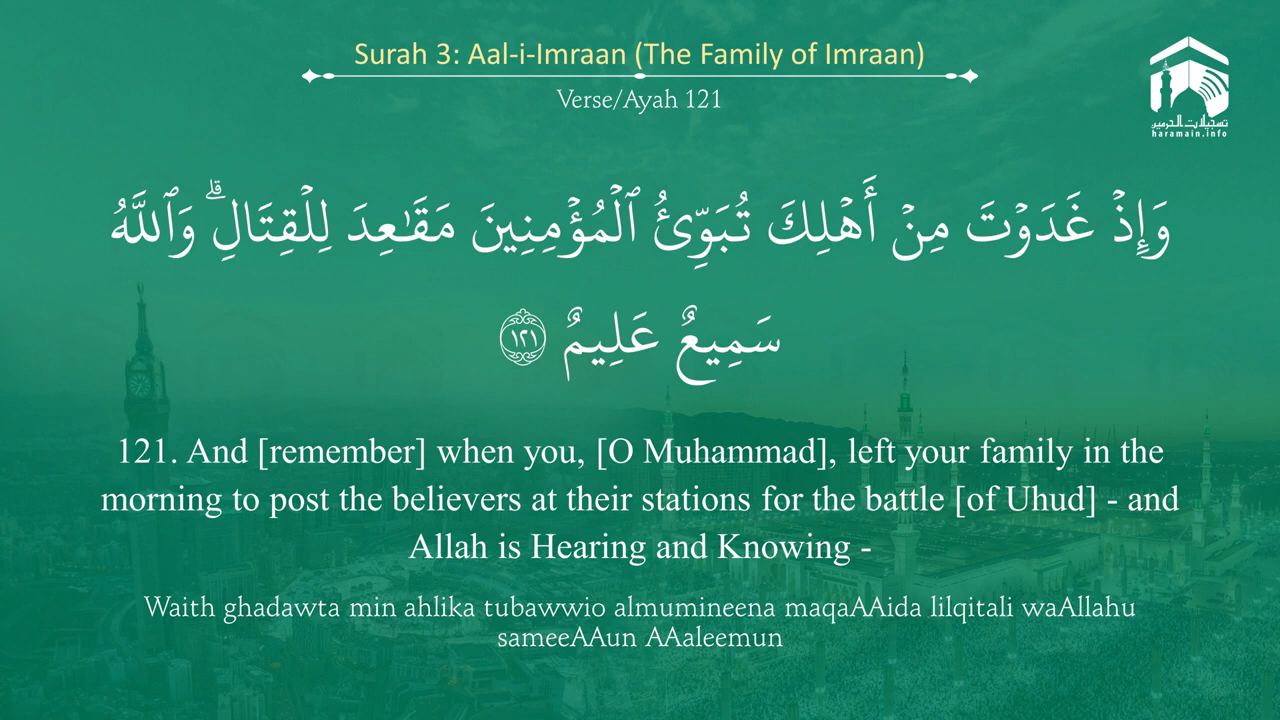 Surah 3: Aal-i-Imraan (The Family of Imraan)
Verse/Ayah 121
تسجيلات الحرمين
haramain.info
وَإِذْ غَدَوْتَ مِنْ أَهْلِكَ تُبَوِّئُ ٱلْمُؤْمِنِينَ مَقَـٰعِدَ لِلْقِتَالِ ۗ وَٱللَّهُ
سَمِيعٌ عَلِيمٌ ١٢١
121. And [remember] when you, [O Muhammad], left your family in the
morning to post the believers at their stations for the battle [of Uhud] - and
Allah is Hearing and Knowing -
Waith ghadawta min ahlika tubawwio almumineena maqaAAida lilqitali waAllahu
sameeAAun AAaleemun